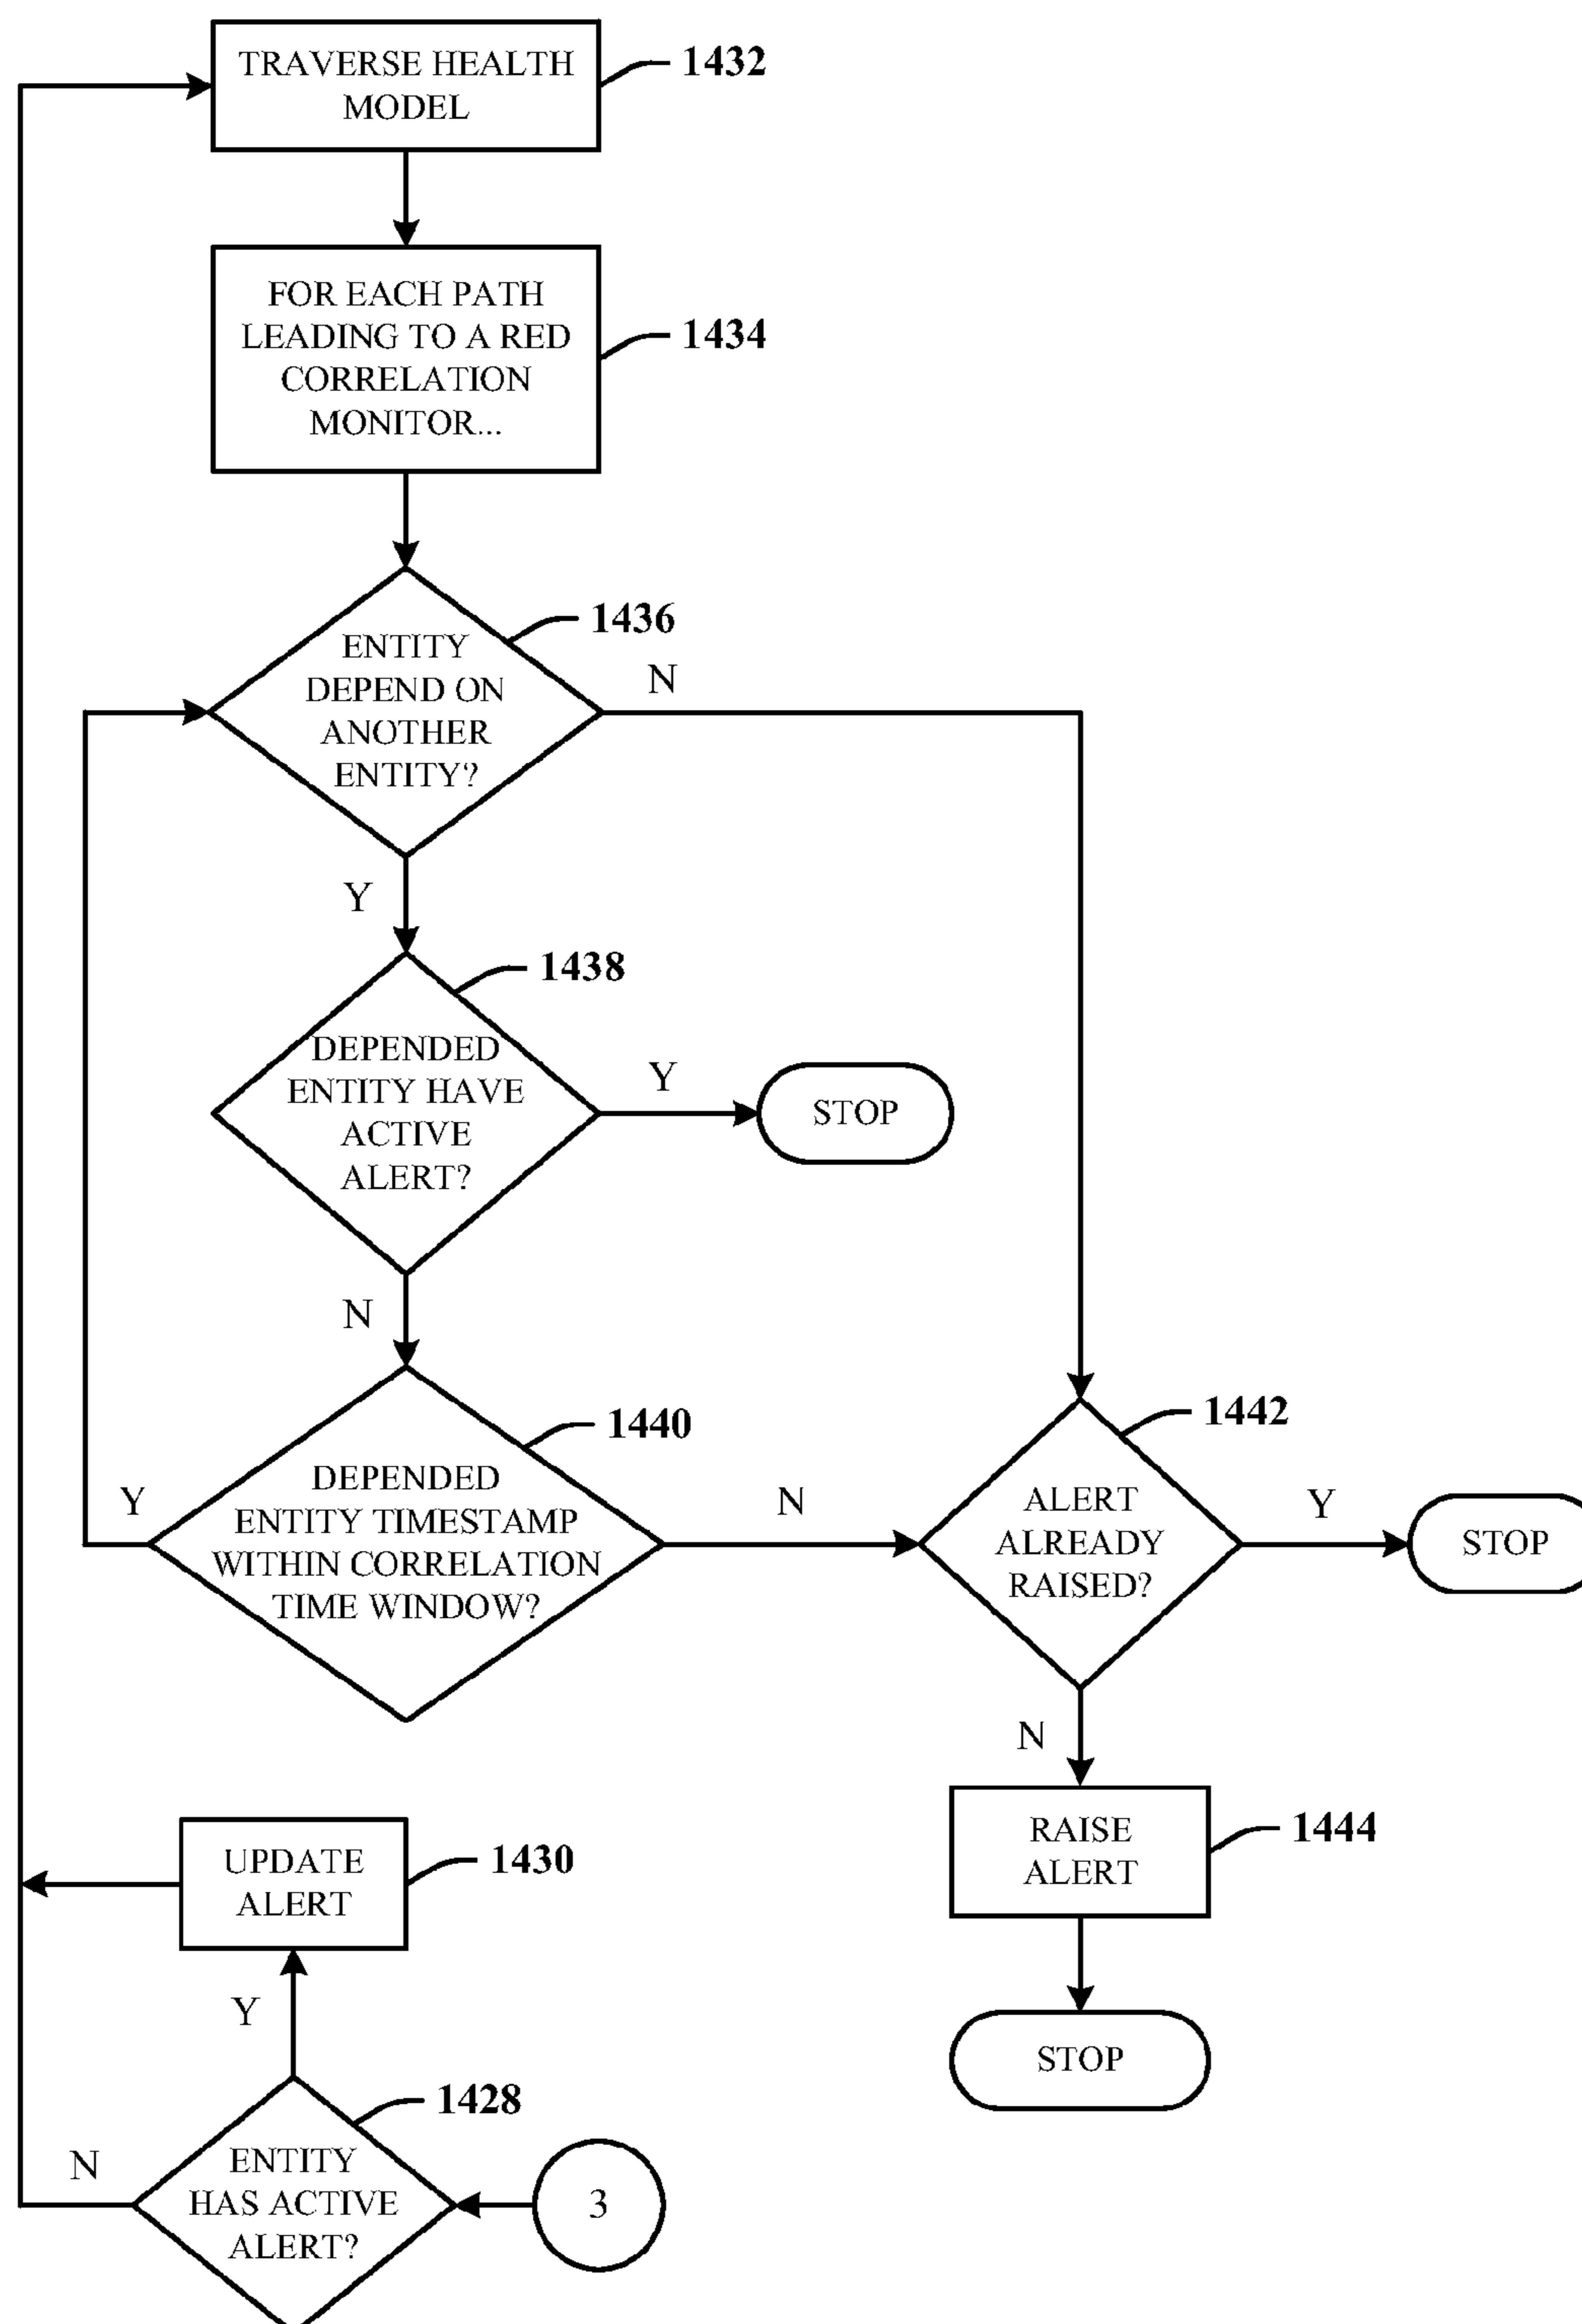 TRAVERSE HEALTH
MODEL
1432
FOR EACH PATH
LEADING TO A RED
CORRELATION
MONITOR...
1434
1436
ENTITY
DEPEND ON
ANOTHER
ENTITY?
N
Y
1438
DEPENDED
ENTITY HAVE
ACTIVE
ALERT?
Y
STOP
N
1440
DEPENDED
ENTITY TIMESTAMP
WITHIN CORRELATION
TIME WINDOW?
Y
N
1442
ALERT
ALREADY
RAISED?
Y
STOP
N
RAISE
ALERT
1444
STOP
UPDATE
ALERT
1430
Y
1428
ENTITY
HAS ACTIVE
ALERT?
N
3